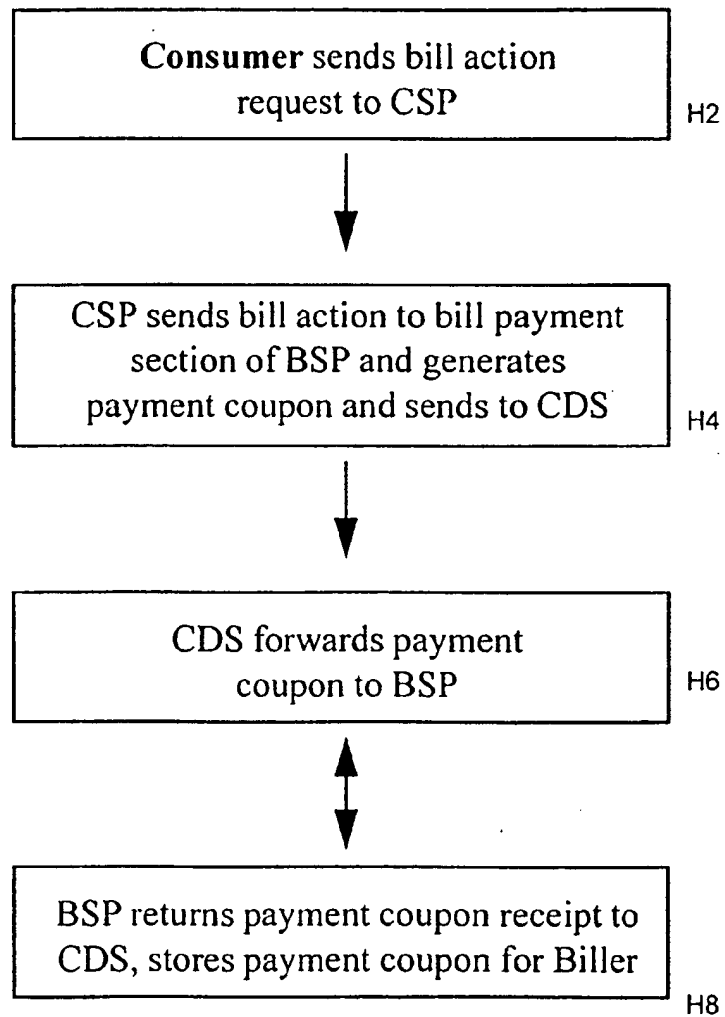 Consumer sends bill action
request to CSP
H2
CSP sends bill action to bill payment
section of BSP and generates
payment coupon and sends to CDS
H4
CDS forwards payment
coupon to BSP
H6
BSP returns payment coupon receipt to
CDS, stores payment coupon for Biller
H8